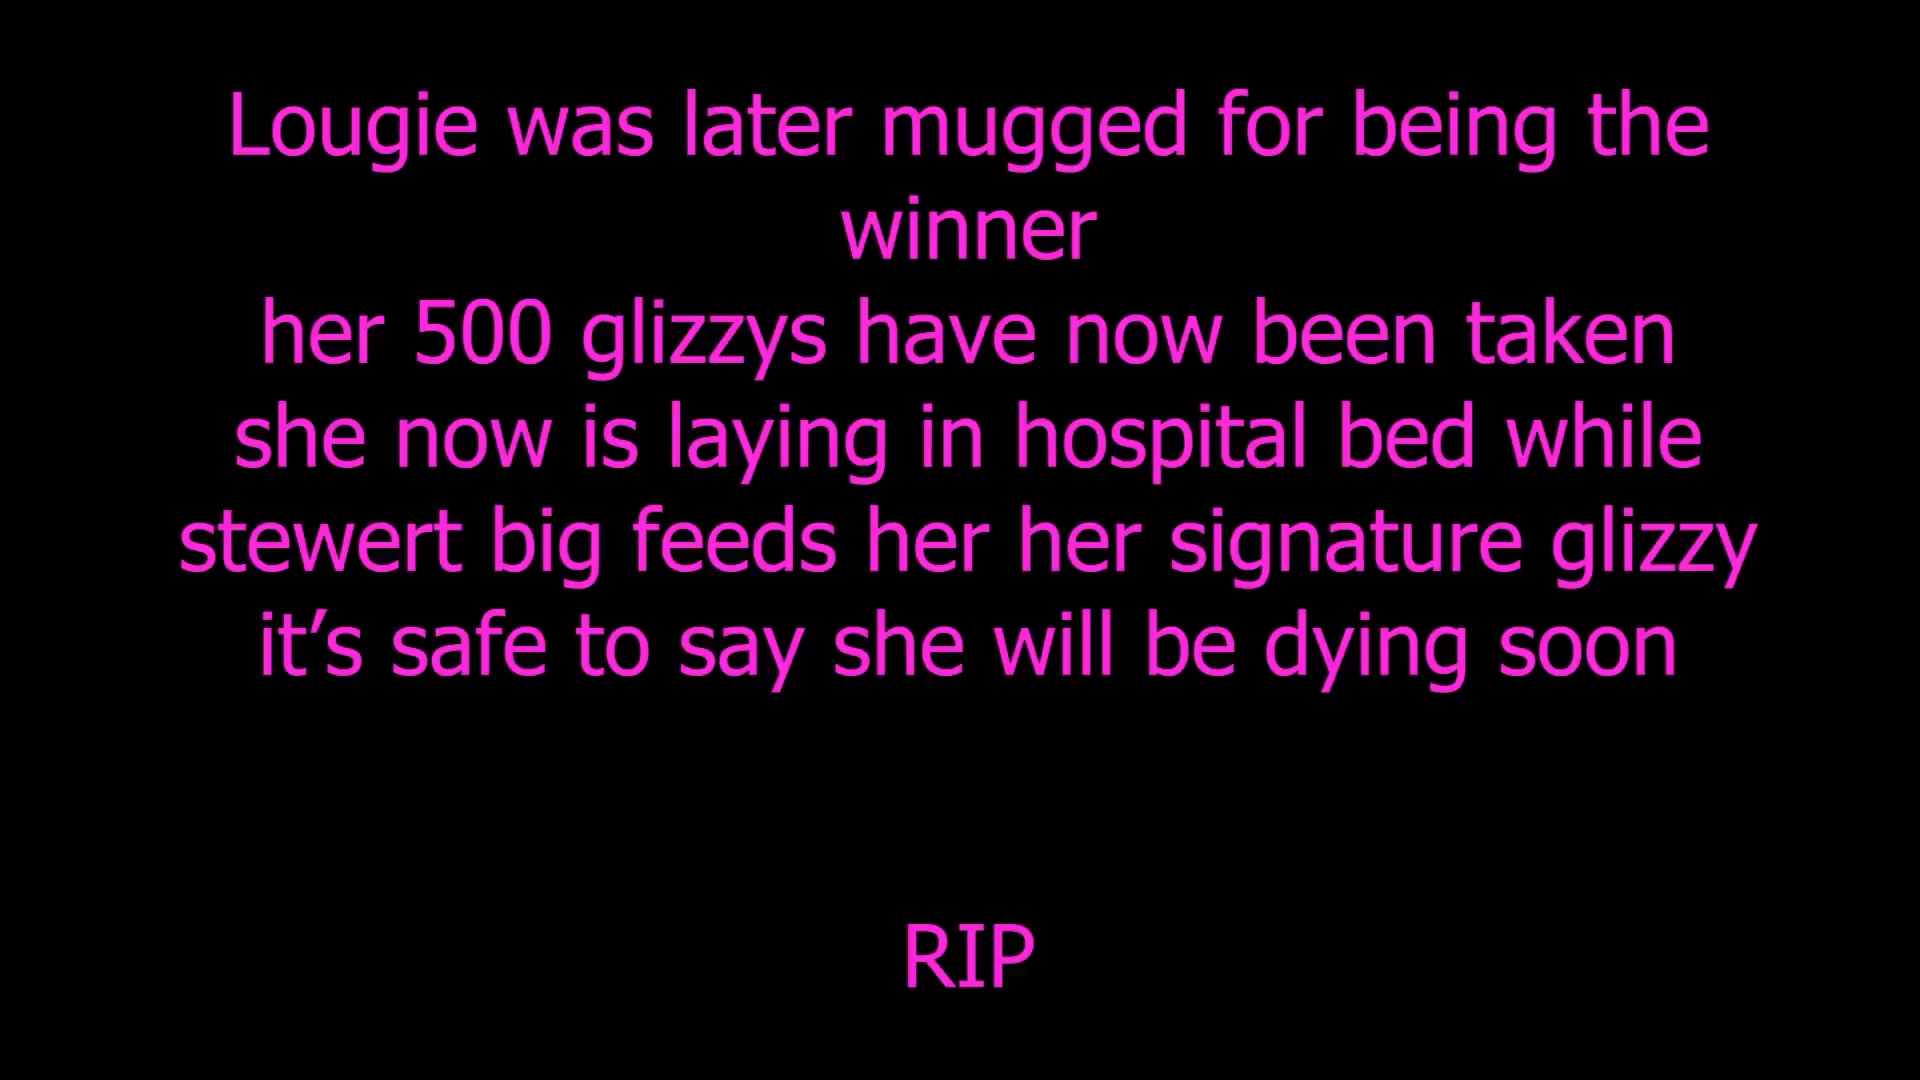 Lougie was later mugged for being the
winner
her 500 glizzys have now been taken
she now is laying in hospital bed while
stewert big feeds her her signature glizzy
it’s safe to say she will be dying soon
RIP